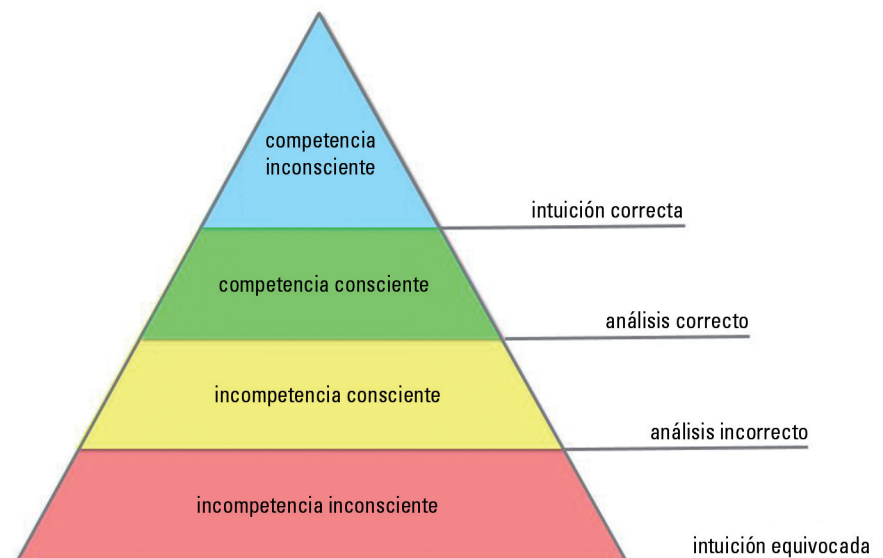 competencia
inconsciente
intuición correcta
competencia consciente
análisis correcto
incompetencia consciente
análisis incorrecto
incompetencia inconsciente
intuición equivocada